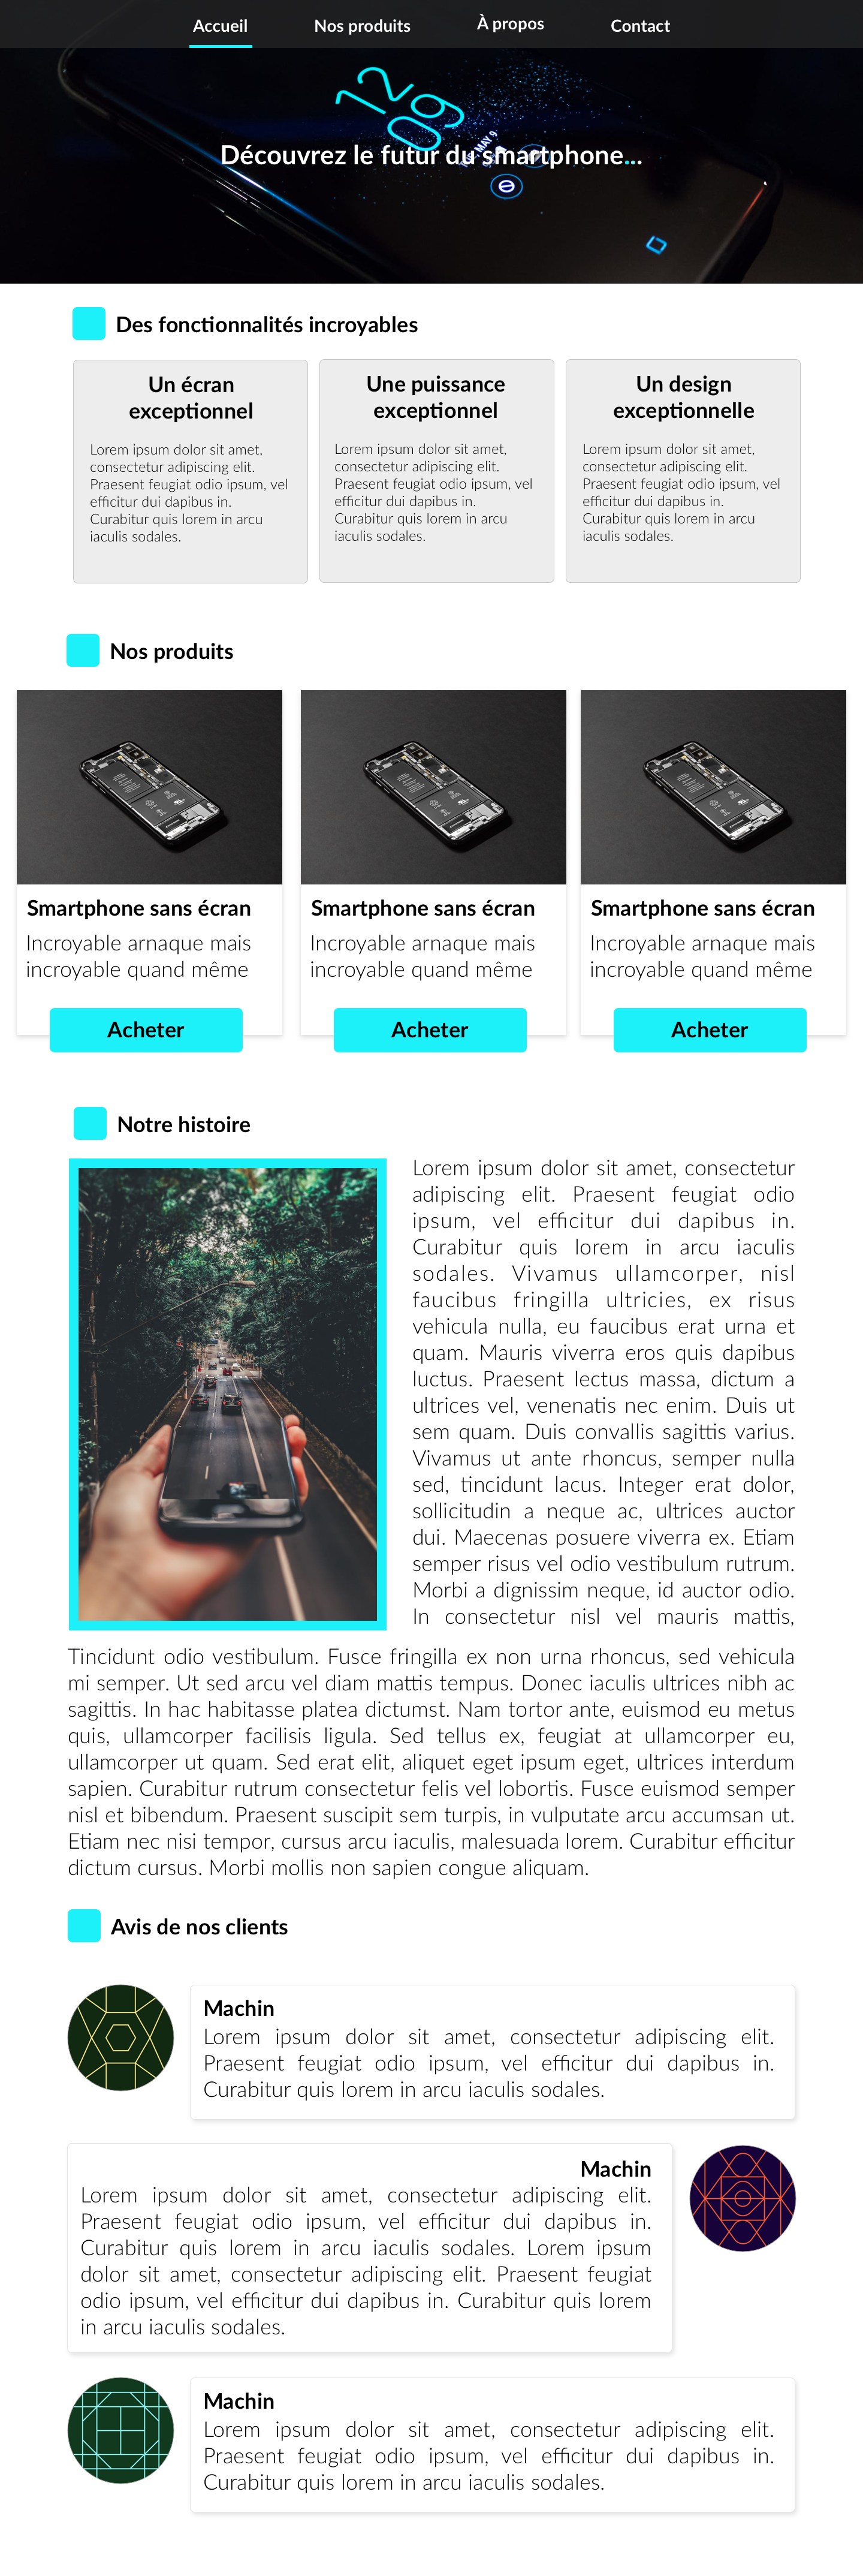 Accueil Nos produits À propos Contact
1209
TUE, MAY 9
Découvrez le futur du smartphone...
Des fonctionnalités incroyables
Un écran
exceptionnel
Lorem ipsum dolor sit amet,
consectetur adipiscing elit.
Praesent feugiat odio ipsum, vel
efficitur dui dapibus in.
Curabitur quis lorem in arcu
iaculis sodales.
Une puissance
exceptionnel
Lorem ipsum dolor sit amet,
consectetur adipiscing elit.
Praesent feugiat odio ipsum, vel
efficitur dui dapibus in.
Curabitur quis lorem in arcu
iaculis sodales.
Un design
exceptionnelle
Lorem ipsum dolor sit amet,
consectetur adipiscing elit.
Praesent feugiat odio ipsum, vel
efficitur dui dapibus in.
Curabitur quis lorem in arcu
iaculis sodales.
Nos produits
Smartphone sans écran
Incroyable arnaque mais
incroyable quand même
Acheter
Smartphone sans écran
Incroyable arnaque mais
incroyable quand même
Acheter
Smartphone sans écran
Incroyable arnaque mais
incroyable quand même
Acheter
Notre histoire
Lorem ipsum dolor sit amet, consectetur
adipiscing elit. Praesent feugiat odio
ipsum, vel efficitur dui dapibus in.
Curabitur quis lorem in arcu iaculis
sodales. Vivamus ullamcorper, nisl
faucibus fringilla ultricies, ex risus
vehicula nulla, eu faucibus erat urna et
quam. Mauris viverra eros quis dapibus
luctus. Praesent lectus massa, dictum a
ultrices vel, venenatis nec enim. Duis ut
sem quam. Duis convallis sagittis varius.
Vivamus ut ante rhoncus, semper nulla
sed, tincidunt lacus. Integer erat dolor,
sollicitudin a neque ac, ultrices auctor
dui. Maecenas posuere viverra ex. Etiam
semper risus vel odio vestibulum rutrum.
Morbi a dignissim neque, id auctor odio.
In consectetur nisl vel mauris mattis,
Tincidunt odio vestibulum. Fusce fringilla ex non urna rhoncus, sed vehicula
mi semper. Ut sed arcu vel diam mattis tempus. Donec iaculis ultrices nibh ac
sagittis. In hac habitasse platea dictumst. Nam tortor ante, euismod eu metus
quis, ullamcorper facilisis ligula. Sed tellus ex, feugiat at ullamcorper eu,
ullamcorper ut quam. Sed erat elit, aliquet eget ipsum eget, ultrices interdum
sapien. Curabitur rutrum consectetur felis vel lobortis. Fusce euismod semper
nisl et bibendum. Praesent suscipit sem turpis, in vulputate arcu accumsan ut.
Etiam nec nisi tempor, cursus arcu iaculis, malesuada lorem. Curabitur efficitur
dictum cursus. Morbi mollis non sapien congue aliquam.
Avis de nos clients
Machin
Lorem ipsum dolor sit amet, consectetur adipiscing elit.
Praesent feugiat odio ipsum, vel efficitur dui dapibus in.
Curabitur quis lorem in arcu iaculis sodales.
Machin
Lorem ipsum dolor sit amet, consectetur adipiscing elit.
Praesent feugiat odio ipsum, vel efficitur dui dapibus in.
Curabitur quis lorem in arcu iaculis sodales. Lorem ipsum
dolor sit amet, consectetur adipiscing elit. Praesent feugiat
odio ipsum, vel efficitur dui dapibus in. Curabitur quis lorem
in arcu iaculis sodales.
Machin
Lorem ipsum dolor sit amet, consectetur adipiscing elit.
Praesent feugiat odio ipsum, vel efficitur dui dapibus in.
Curabitur quis lorem in arcu iaculis sodales.